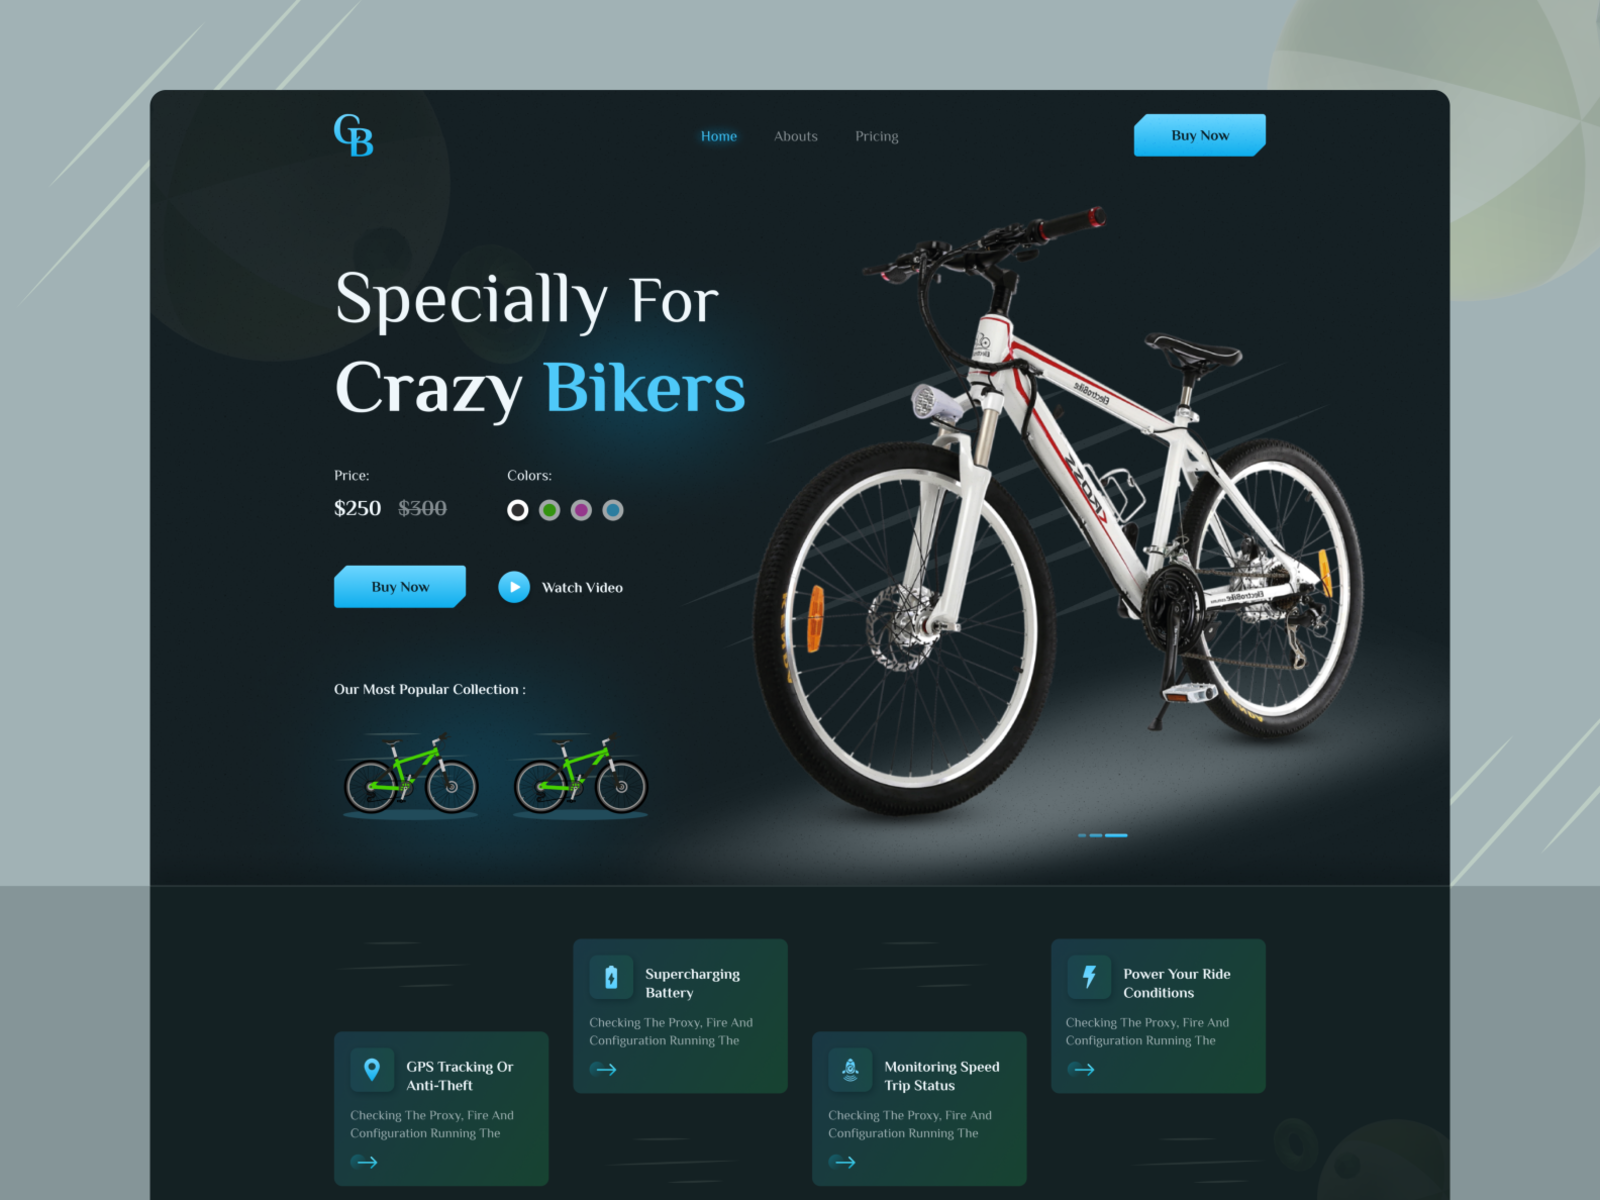 CB
Home Abouts Pricing Buy Now
Specially For
Crazy Bikers
Price: Colors:
$250 $300
Buy Now Watch Video
Our Most Popular Collection :
ElectroBike
ElectroBike
Supercharging
Battery
Checking The Proxy, Fire And
Configuration Running The
Power Your Ride
Conditions
Checking The Proxy, Fire And
Configuration Running The
GPS Tracking Or
Anti-Theft
Checking The Proxy, Fire And
Configuration Running The
Monitoring Speed
Trip Status
Checking The Proxy, Fire And
Configuration Running The